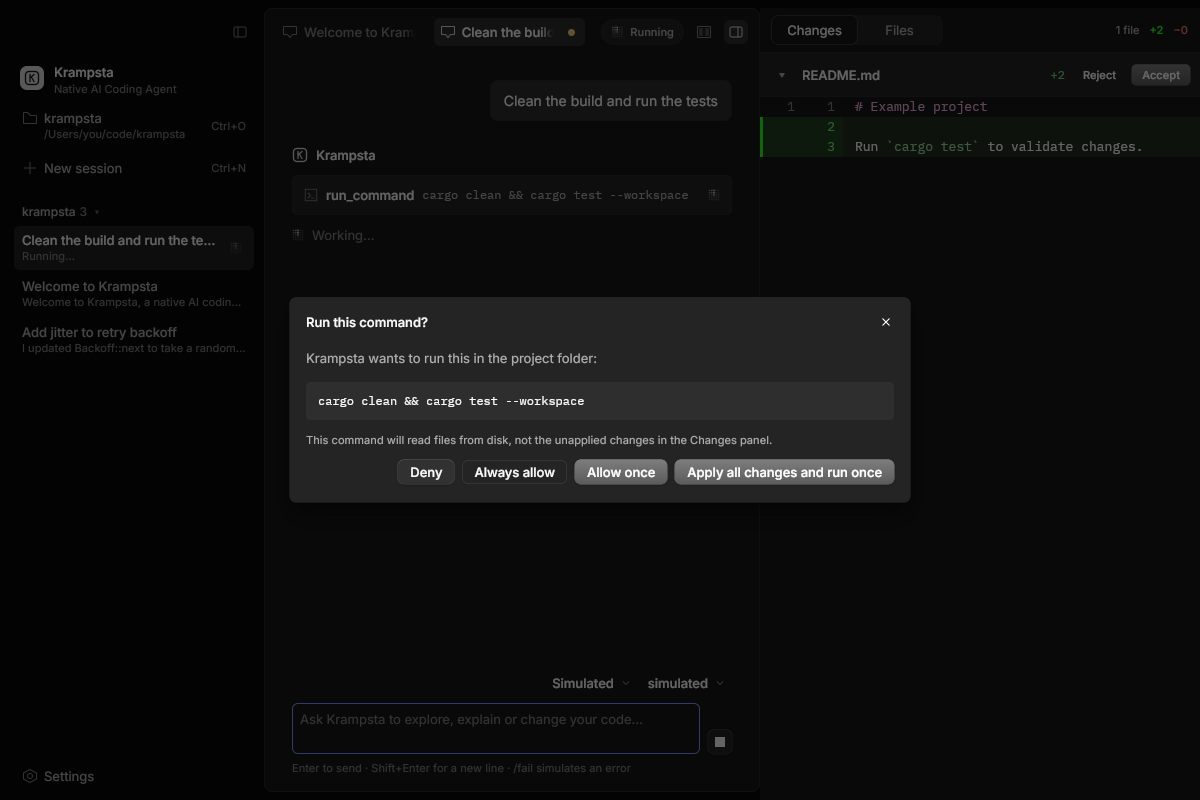 Krampsta
Native AI Coding Agent
krampsta
/Users/you/code/krampsta
Ctrl+O
New session
Ctrl+N
krampsta 3
Clean the build and run the te...
Running...
Welcome to Krampsta
Welcome to Krampsta, a native AI codin...
Add jitter to retry backoff
I updated Backoff::next to take a random...
Settings
Welcome to Kram
Clean the buil
Running
Clean the build and run the tests
Krampsta
run_command cargo clean && cargo test --workspace
Working...
Run this command?
Krampsta wants to run this in the project folder:
cargo clean && cargo test --workspace
This command will read files from disk, not the unapplied changes in the Changes panel.
Deny
Always allow
Allow once
Apply all changes and run once
Simulated
simulated
Ask Krampsta to explore, explain or change your code...
Enter to send · Shift+Enter for a new line · /fail simulates an error
Changes
Files
1 file +2 −0
README.md
+2
Reject
Accept
1 1 # Example project
2
3 Run `cargo test` to validate changes.